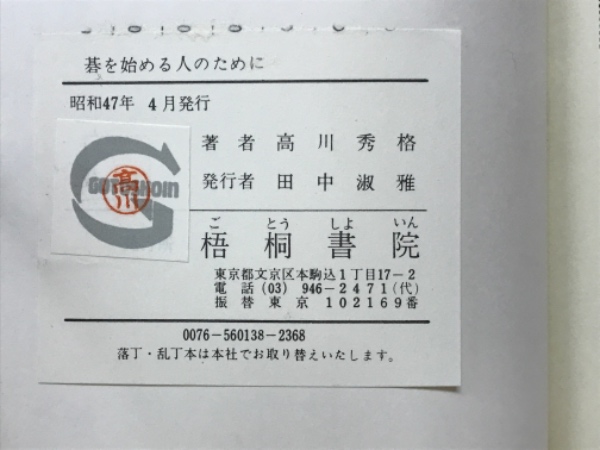 碁を始める人のために
昭和47年 4月発行
著者 高川秀格
発行者 田中淑雅
GOTOSHOIN
高川
ご とう しよ いん
梧桐書院
東京都文京区本駒込1丁目17-2
電話(03) 946-2471(代)
振替東京 102169番
0076-560138-2368
落丁・乱丁本は本社でお取り替えいたします。